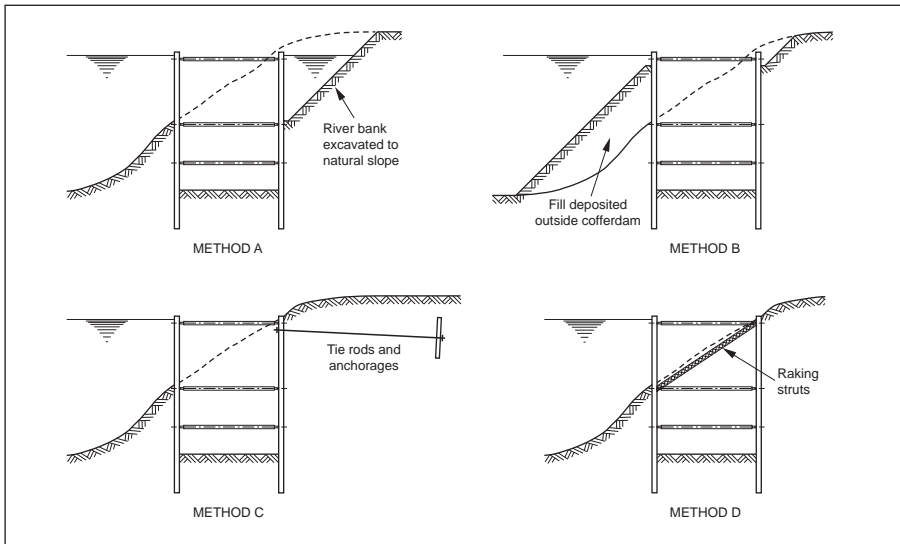 River bank
excavated to
natural slope
METHOD A
Fill deposited
outside cofferdam
METHOD B
Tie rods and
anchorages
METHOD C
Raking
struts
METHOD D